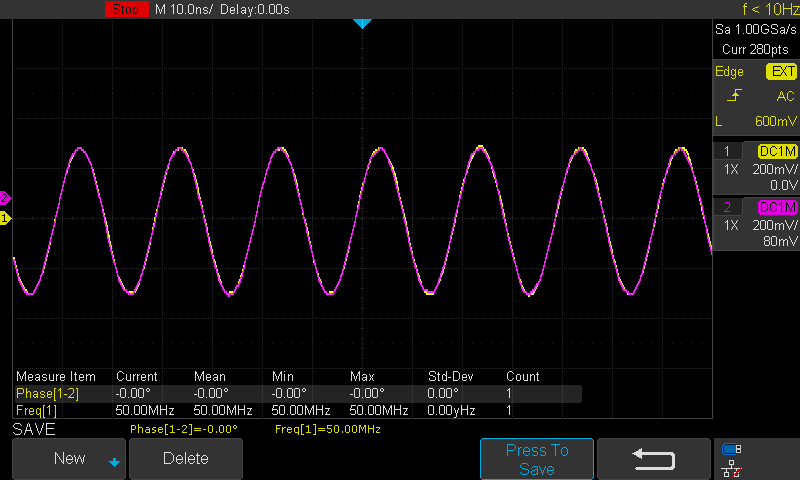 Stop M 10.0ns/ Delay:0.00s f < 10Hz
Sa 1.00GSa/s
Curr 280pts
Edge EXT
AC
L 600mV
1 DC1M
1X 200mV/
0.0V
2 DC1M
1X 200mV/
80mV
2
1
Measure Item Current Mean Min Max Std-Dev Count
Phase[1-2] -0.00° -0.00° -0.00° -0.00° 0.00° 1
Freq[1] 50.00MHz 50.00MHz 50.00MHz 50.00MHz 0.00yHz 1
SAVE Phase[1-2]=-0.00° Freq[1]=50.00MHz
New Delete Press To
Save